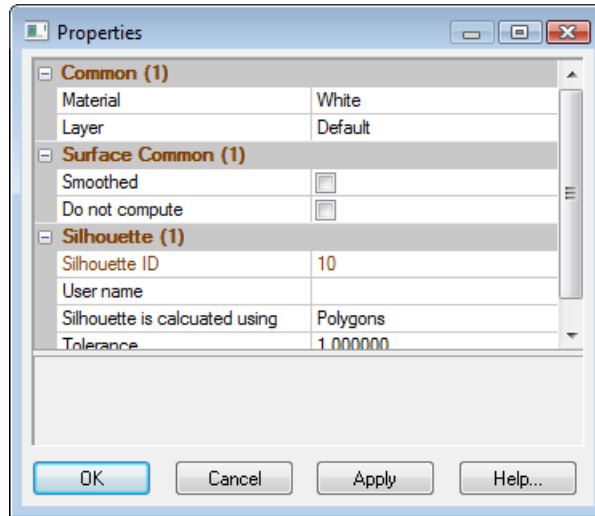 Properties
Common (1)
Material White
Layer Default
Surface Common (1)
Smoothed
Do not compute
Silhouette (1)
Silhouette ID 10
User name
Silhouette is calcuated using Polygons
Tolerance 1.000000
OK Cancel Apply Help...